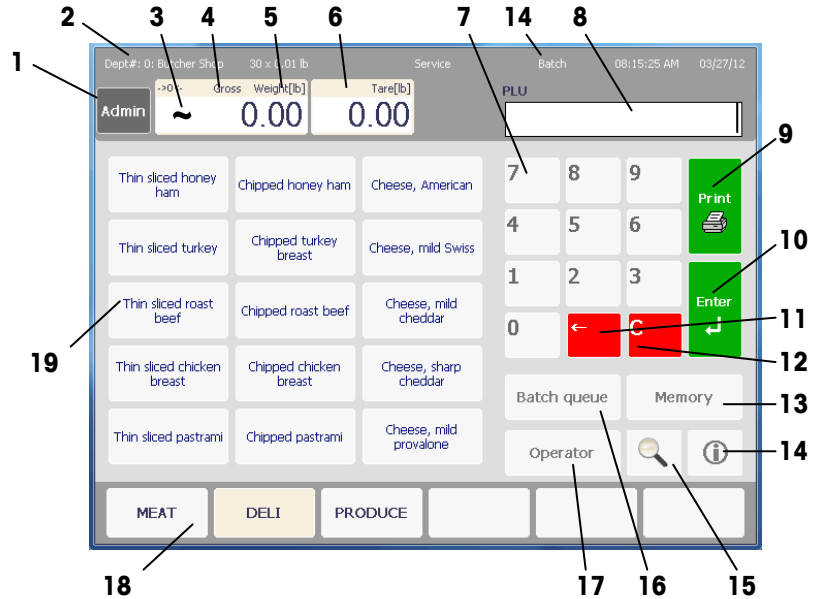 1 2 3 4 5 6 7 14 8
Dept#: 0: Butcher Shop 30 x 0.01 lb Service Batch 08:15:25 AM 03/27/12
->0<- Gross Weight[lb] Tare[lb] PLU
Admin ~ 0.00 0.00
9
Thin sliced honey ham
Chipped honey ham
Cheese, American
7 8 9 Print
Thin sliced turkey
Chipped turkey breast
Cheese, mild Swiss
4 5 6
10
Thin sliced roast beef
Chipped roast beef
Cheese, mild cheddar
1 2 3 Enter
11
0 ← C ↵
12
19
Thin sliced chicken breast
Chipped chicken breast
Cheese, sharp cheddar
Batch queue Memory
13
Thin sliced pastrami
Chipped pastrami
Cheese, mild provalone
Operator i
14
MEAT DELI PRODUCE
18 17 16 15